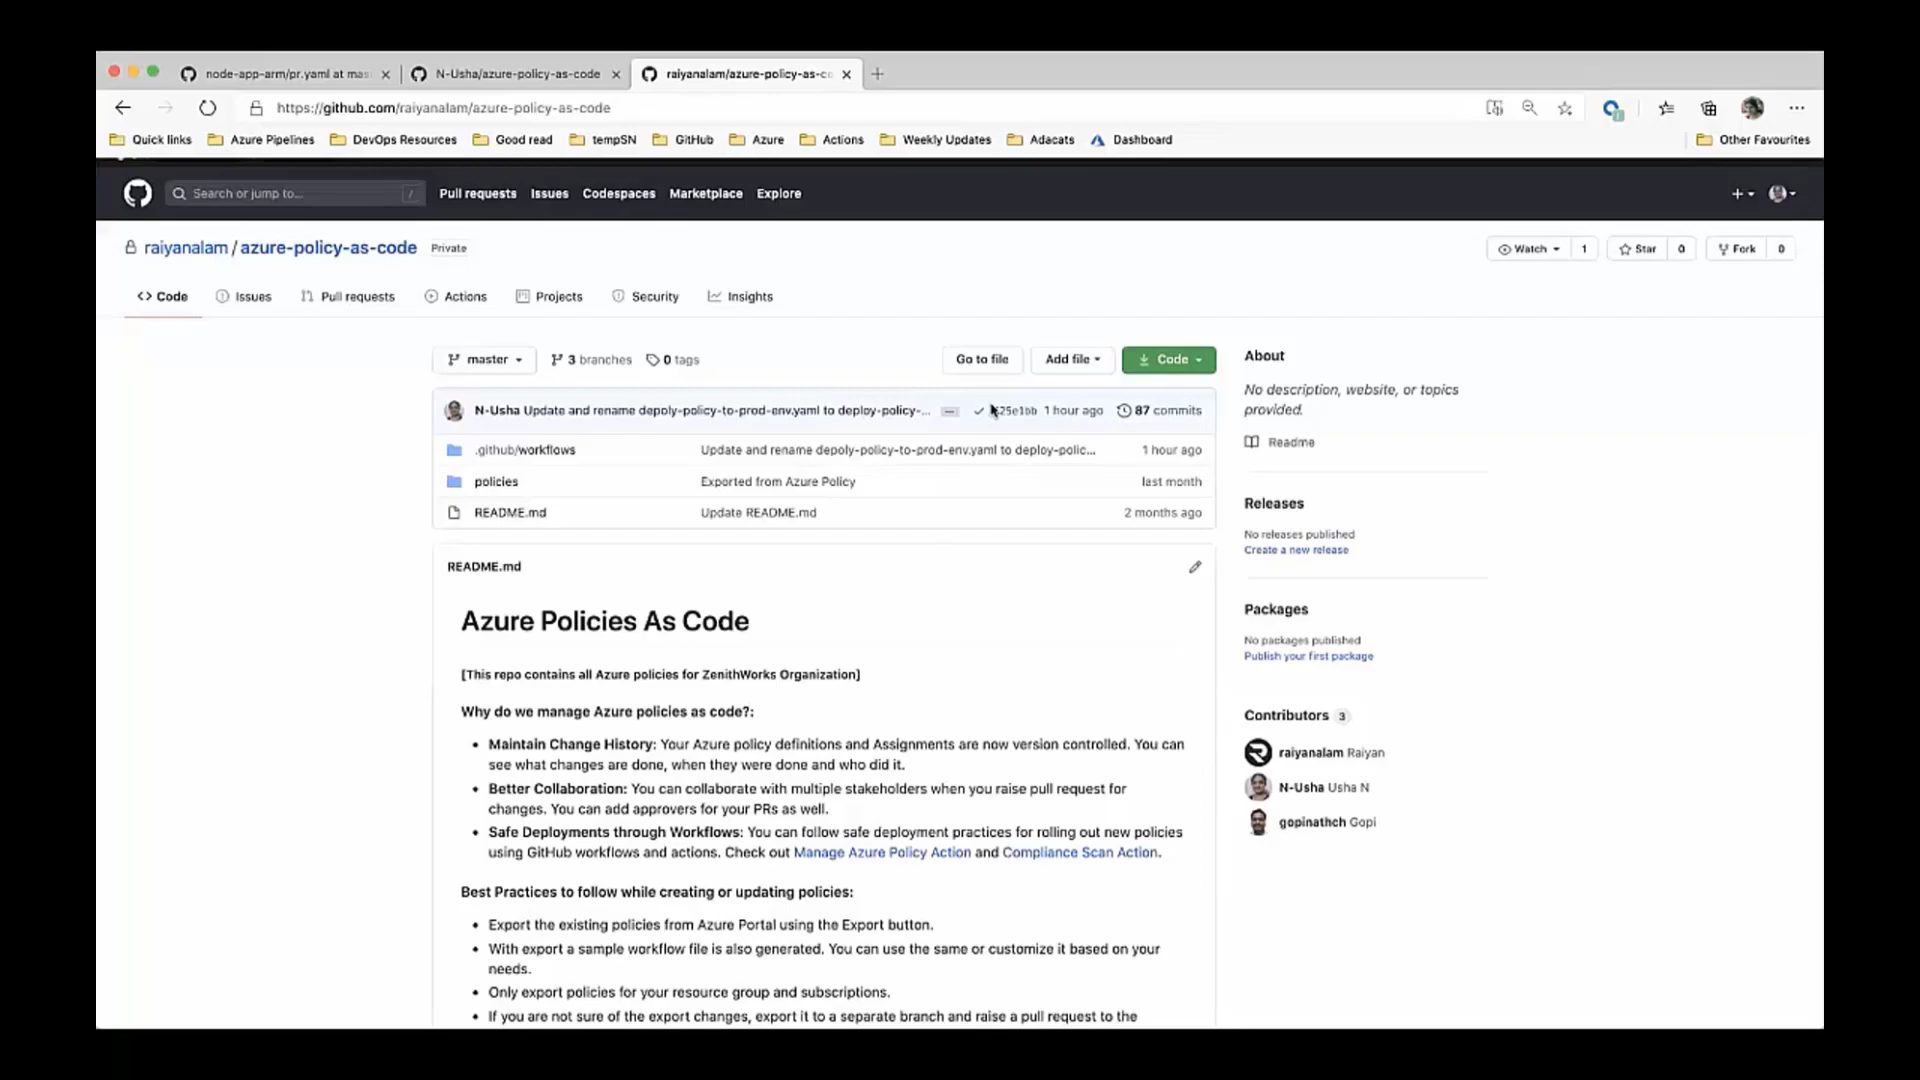 node-app-arm/pr.yaml at mas
N-Usha/azure-policy-as-code
raiyanalam/azure-policy-as-co
https://github.com/raiyanalam/azure-policy-as-code
Quick links
Azure Pipelines
DevOps Resources
Good read
tempSN
GitHub
Azure
Actions
Weekly Updates
Adacats
Dashboard
Other Favourites
Search or jump to...
/
Pull requests
Issues
Codespaces
Marketplace
Explore
raiyanalam / azure-policy-as-code
Private
Watch
1
Star
0
Fork
0
Code
Issues
Pull requests
Actions
Projects
Security
Insights
master
3 branches
0 tags
Go to file
Add file
Code
N-Usha Update and rename depoly-policy-to-prod-env.yaml to deploy-policy-...
1 hour ago
87 commits
.github/workflows
Update and rename depoly-policy-to-prod-env.yaml to deploy-polic...
1 hour ago
policies
Exported from Azure Policy
last month
README.md
Update README.md
2 months ago
README.md
Azure Policies As Code
[This repo contains all Azure policies for ZenithWorks Organization]
Why do we manage Azure policies as code?:
Maintain Change History: Your Azure policy definitions and Assignments are now version controlled. You can
see what changes are done, when they were done and who did it.
Better Collaboration: You can collaborate with multiple stakeholders when you raise pull request for
changes. You can add approvers for your PRs as well.
Safe Deployments through Workflows: You can follow safe deployment practices for rolling out new policies
using GitHub workflows and actions. Check out Manage Azure Policy Action and Compliance Scan Action.
Best Practices to follow while creating or updating policies:
Export the existing policies from Azure Portal using the Export button.
With export a sample workflow file is also generated. You can use the same or customize it based on your
needs.
Only export policies for your resource group and subscriptions.
If you are not sure of the export changes, export it to a separate branch and raise a pull request to the
About
No description, website, or topics
provided.
Readme
Releases
No releases published
Create a new release
Packages
No packages published
Publish your first package
Contributors 3
raiyanalam Raiyan
N-Usha Usha N
gopinathch Gopi